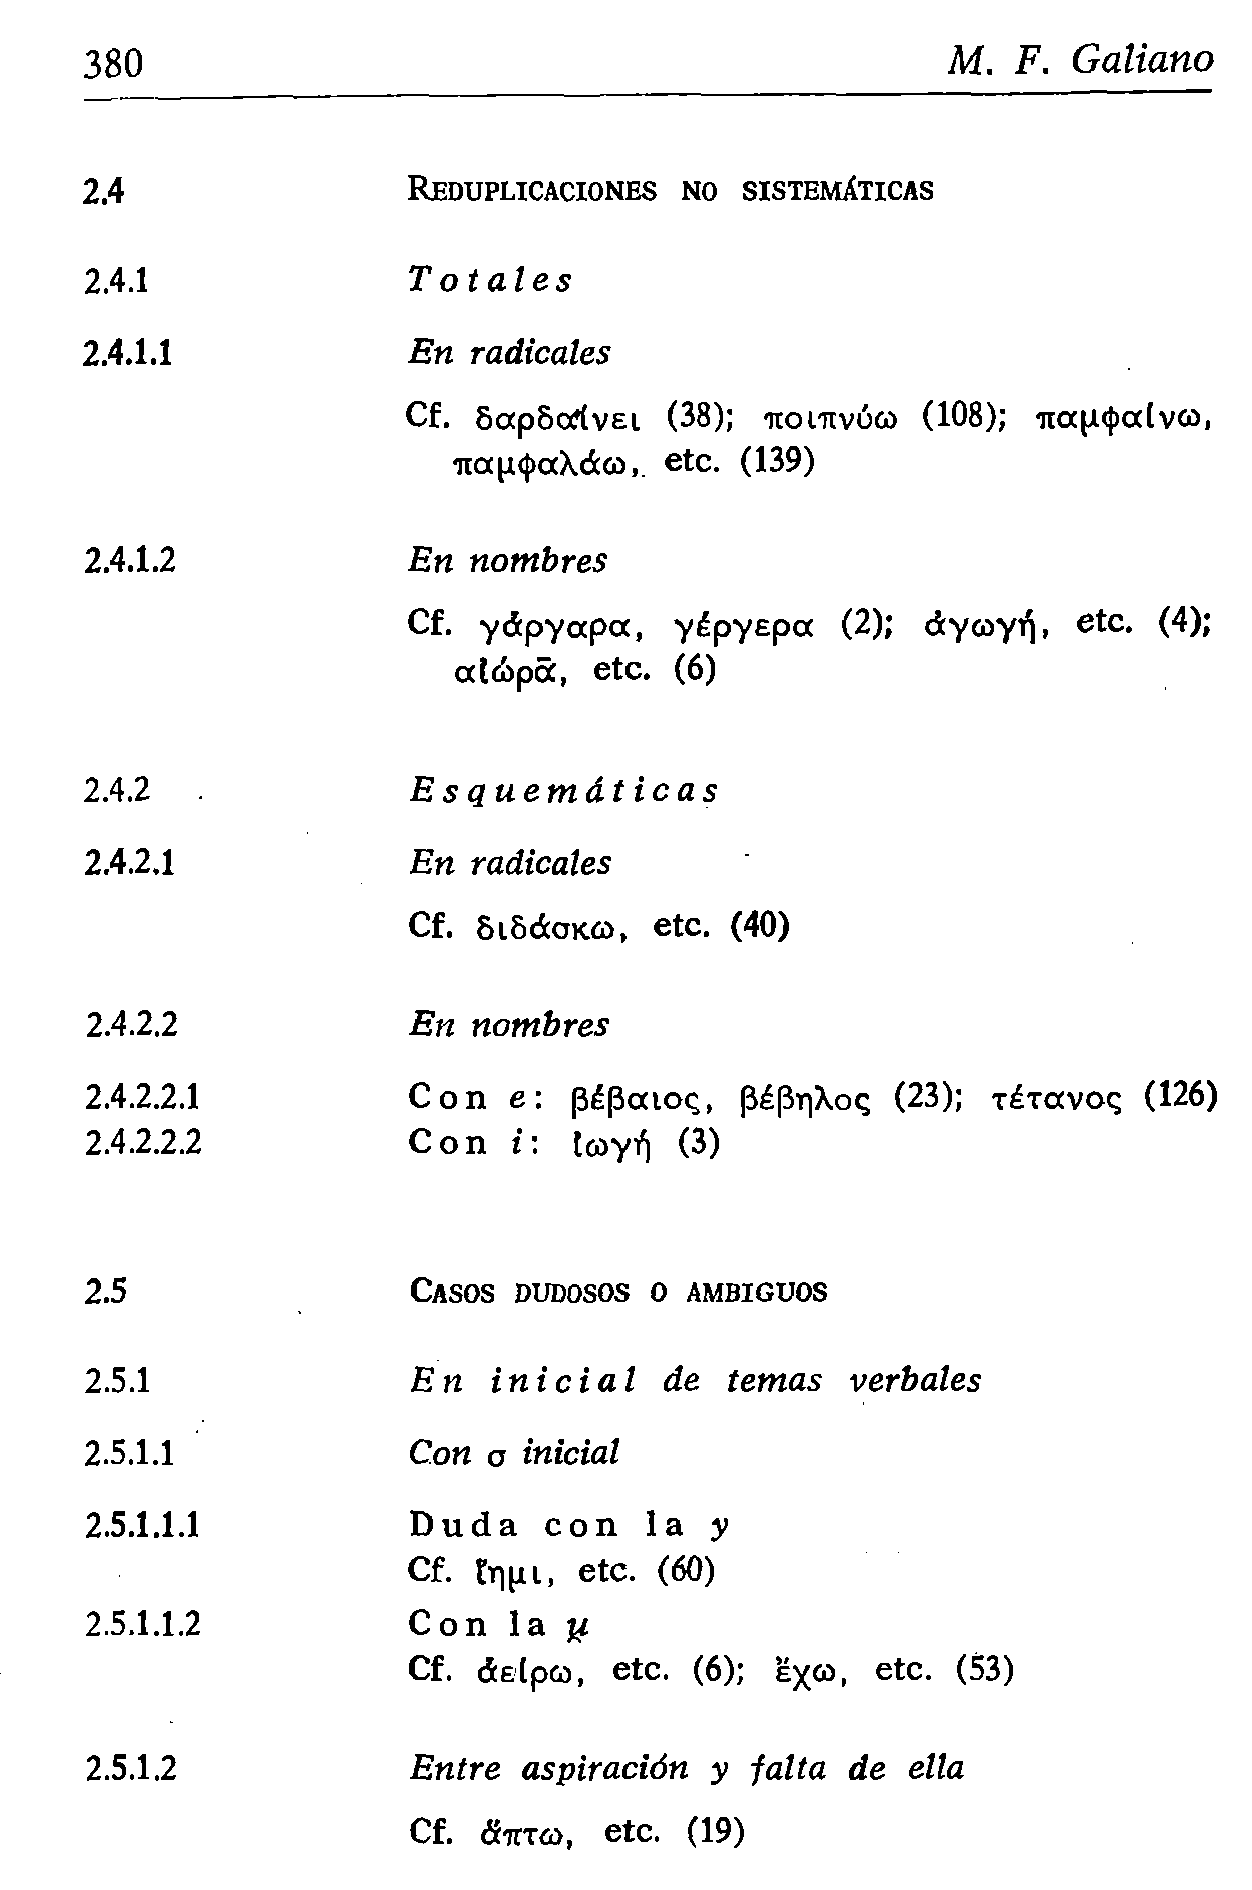 380 M. F. Galiano
2.4 REDUPLICACIONES NO SISTEMÁTICAS
2.4.1 Totales
2.4.1.1 En radicales
Cf. δαρδαίνει (38); ποιπνύω (108); παμφαίνω,
παμφαλάω, etc. (139)
2.4.1.2 En nombres
Cf. γάργαρα, γέργερα (2); ἀγωγή, etc. (4);
αἰώρᾱ, etc. (6)
2.4.2 Esquemáticas
2.4.2.1 En radicales
Cf. διδάσκω, etc. (40)
2.4.2.2 En nombres
2.4.2.2.1 Con e: βέβαιος, βέβηλος (23); τέτανος (126)
2.4.2.2.2 Con i: ἰωγή (3)
2.5 CASOS DUDOSOS O AMBIGUOS
2.5.1 En inicial de temas verbales
2.5.1.1 Con σ inicial
2.5.1.1.1 Duda con la y
Cf. ἵημι, etc. (60)
2.5.1.1.2 Con la u̯
Cf. ἀείρω, etc. (6); ἔχω, etc. (53)
2.5.1.2 Entre aspiración y falta de ella
Cf. ἅπτω, etc. (19)